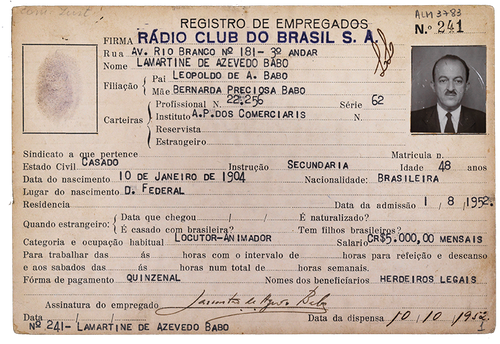 REGISTRO DE EMPREGADOS
ALM 3783
FIRMA RÁDIO CLUB DO BRASIL S. A.
N.º 241
Rua AV. RIO BRANCO Nº 181- 3º ANDAR
Nome LAMARTINE DE AZEVEDO BABO
Filiação { Pai LEOPOLDO DE A. BABO
Mãe BERNARDA PRECIOSA BABO
Carteiras { Profissional N. 22.256 Série 62
Instituto A.P.DOS COMERCIARIS N.
Reservista
Estrangeiro
Sindicato a que pertence Matricula n.
Estado Civil CASADO Instrução SECUNDARIA Idade 48 anos
Data do nascimento 10 DE JANEIRO DE 1904 Nacionalidade: BRASILEIRA
Lugar do nascimento D. FEDERAL
Residencia Data da admissão 1 / 8 / 1952
Quando estrangeiro: { Data que chegou / / É naturalizado?
É casado com brasileira? Tem filhos brasileiros?
Categoria e ocupação habitual LOCUTOR-ANIMADOR Salario CR$5.000,00 MENSAIS
Para trabalhar das ás horas com o intervalo de horas para refeição e descanso
e aos sabados das ás horas num total de horas semanais.
Fórma de pagamento QUINZENAL Nomes dos beneficiários HERDEIROS LEGAIS
Assinatura do empregado Lamartine de Azevedo Babo
Data / / Data da dispensa 10 / 10 / 1952
Nº 241- LAMARTINE DE AZEVEDO BABO
1